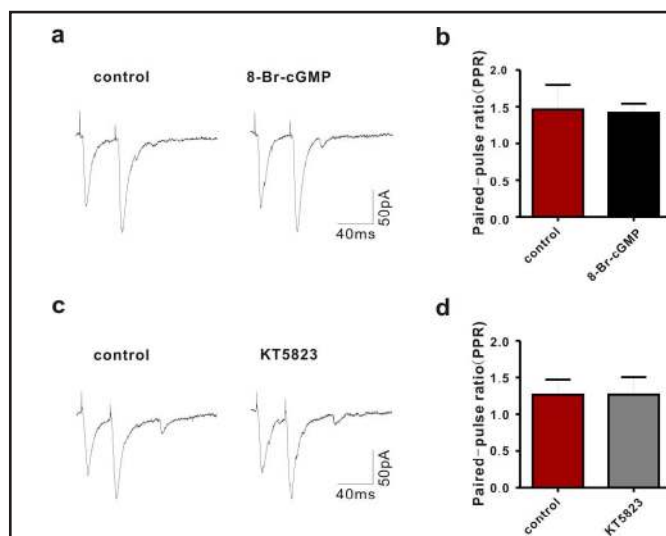 a
control
8-Br-cGMP
50pA
40ms
b
Paired-pulse ratio(PPR)
2.0
1.5
1.0
0.5
0
control
8-Br-cGMP
c
control
KT5823
50pA
40ms
d
Paired-pulse ratio(PPR)
2.0
1.5
1.0
0.5
0.0
control
KT5823